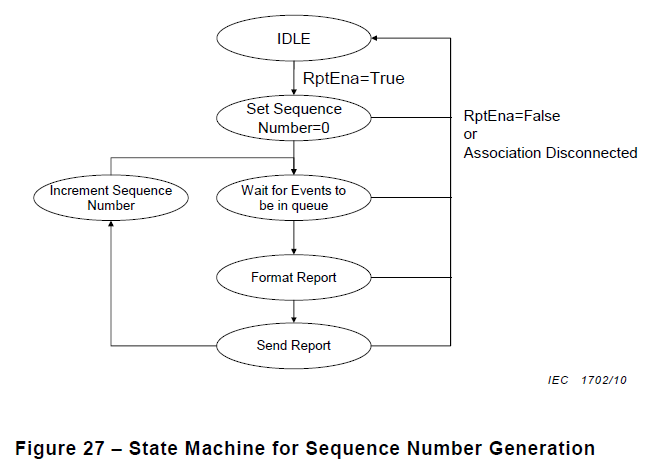 IDLE
RptEna=True
Set Sequence
Number=0
RptEna=False
or
Association Disconnected
Increment Sequence
Number
Wait for Events to
be in queue
Format Report
Send Report
IEC 1702/10
Figure 27 – State Machine for Sequence Number Generation